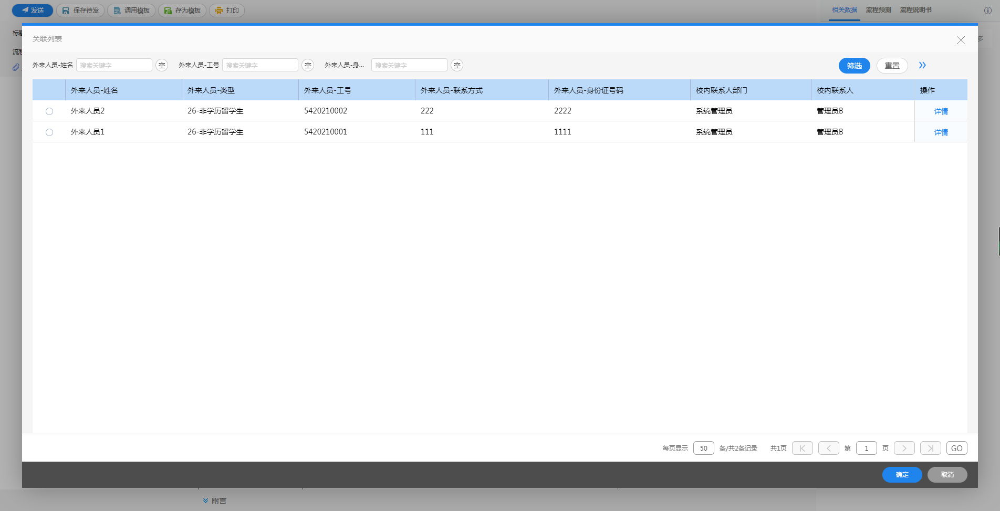 发送 保存待发 调用模板 存为模板 打印 相关数据 流程预测 流程说明书
标题
关联列表
多
流程
外来人员-姓名 搜索关键字 空 外来人员-工号 搜索关键字 空 外来人员-身... 搜索关键字 空 筛选 重置
外来人员-姓名 外来人员-类型 外来人员-工号 外来人员-联系方式 外来人员-身份证号码 校内联系人部门 校内联系人 操作
外来人员2 26-非学历留学生 5420210002 222 2222 系统管理员 管理员B 详情
外来人员1 26-非学历留学生 5420210001 111 1111 系统管理员 管理员B 详情
每页显示 50 条/共2条记录 共1页 第 1 页 GO
确定 取消
附言